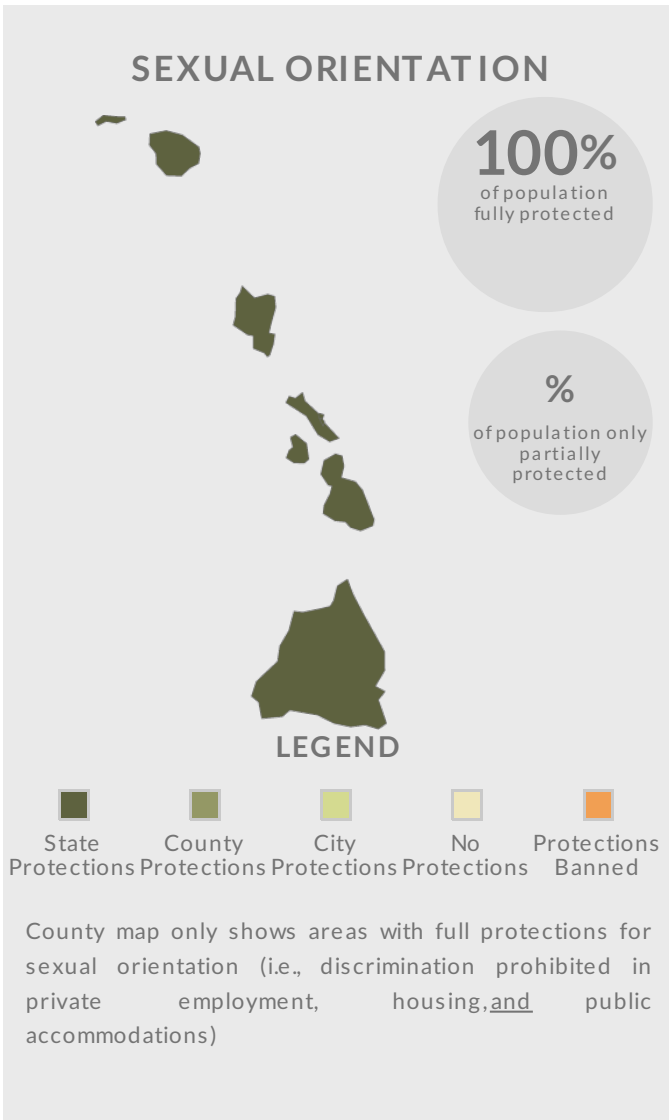 SEXUAL ORIENTATION
100%
of population
fully protected
%
of population only
partially
protected
LEGEND
State Protections
County Protections
City Protections
No Protections
Protections Banned
County map only shows areas with full protections for
sexual orientation (i.e., discrimination prohibited in
private employment, housing,and public
accommodations)